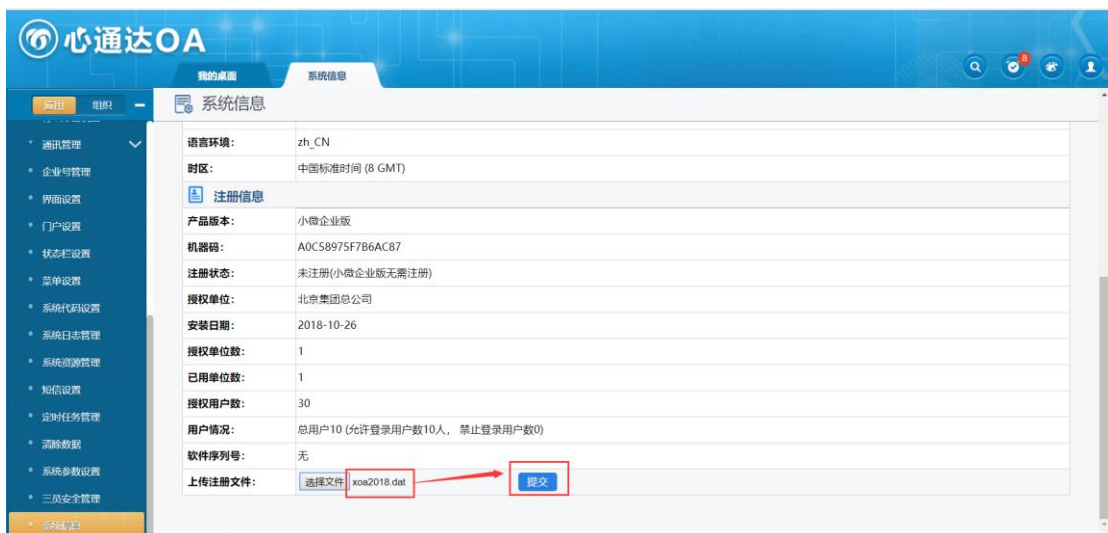 心通达OA
我的桌面 系统信息
8
应用 组织
系统信息
通讯管理
企业号管理
界面设置
门户设置
状态栏设置
菜单设置
系统代码设置
系统日志管理
系统资源管理
短信设置
定时任务管理
清除数据
系统参数设置
三员安全管理
系统信息
语言环境: zh_CN
时区: 中国标准时间 (8 GMT)
注册信息
产品版本: 小微企业版
机器码: A0C58975F7B6AC87
注册状态: 未注册(小微企业版无需注册)
授权单位: 北京集团总公司
安装日期: 2018-10-26
授权单位数: 1
已用单位数: 1
授权用户数: 30
用户情况: 总用户10 (允许登录用户数10人, 禁止登录用户数0)
软件序列号: 无
上传注册文件: 选择文件 xoa2018.dat 提交